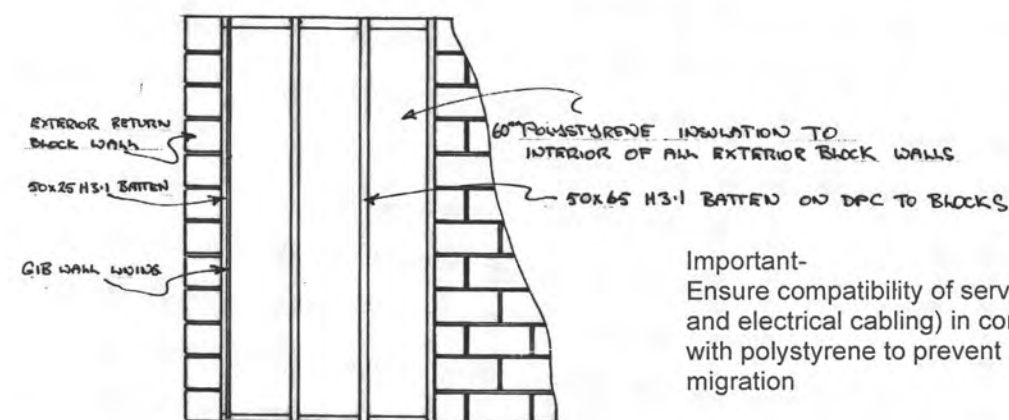 EXTERIOR RETURN
BLOCK WALL
50x25 H3.1 BATTEN
GIB WALL LINING
60mm POLYSTYRENE INSULATION TO
INTERIOR OF ALL EXTERIOR BLOCK WALLS
50x65 H3.1 BATTEN ON DPC TO BLOCKS
Important-
Ensure compatibility of serv
and electrical cabling) in con
with polystyrene to prevent
migration